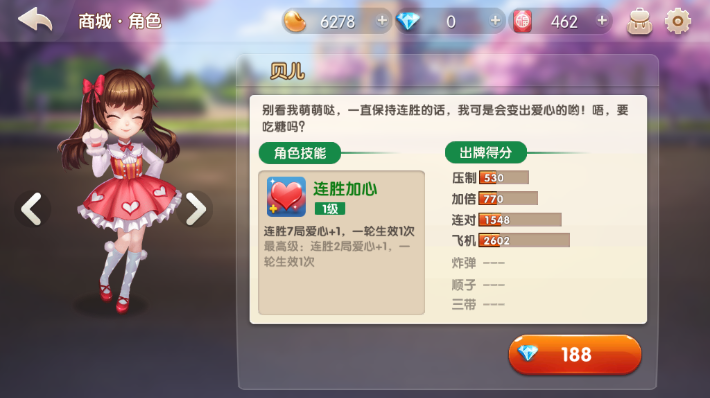 商城·角色
6278 +
0 +
462 +
贝儿
别看我萌萌哒，一直保持连胜的话，我可是会变出爱心的哟！唔，要
吃糖吗？
角色技能
连胜加心
1级
连胜7局爱心+1，一轮生效1次
最高级：连胜2局爱心+1，一
轮生效1次
出牌得分
压制 530
加倍 770
连对 1548
飞机 2602
炸弹 ---
顺子 ---
三带 ---
188